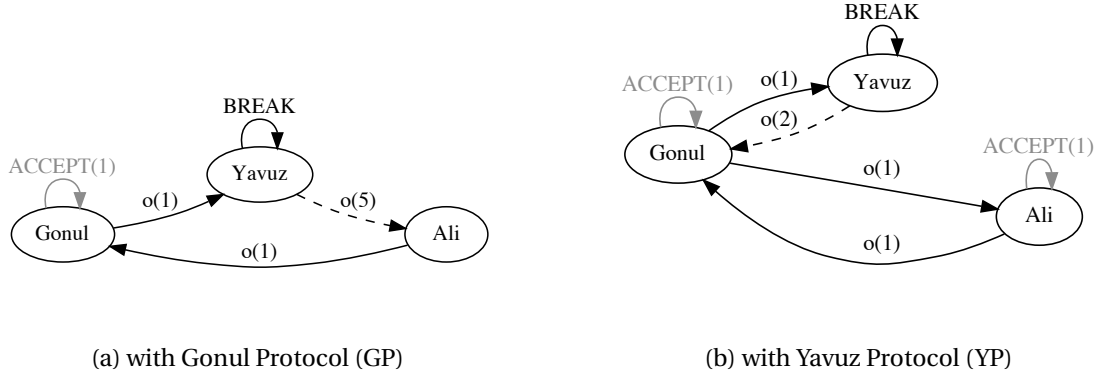 BREAK
ACCEPT(1)
Yavuz
o(1)
o(5)
Gonul
Ali
o(1)
(a) with Gonul Protocol (GP)
BREAK
ACCEPT(1)
o(1)
Yavuz
o(2)
Gonul
ACCEPT(1)
o(1)
Ali
o(1)
(b) with Yavuz Protocol (YP)